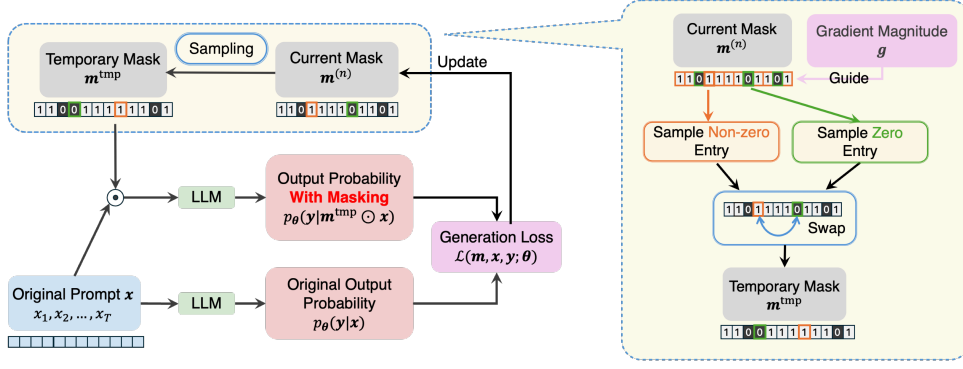 Temporary Mask
m^tmp
Sampling
Current Mask
m^(n)
1 1 0 0 1 1 1 1 1 1 0 1
1 1 0 1 1 1 1 0 1 1 0 1
Update
LLM
Output Probability
With Masking
p_θ(y|m^tmp ⊙ x)
Generation Loss
ℒ(m, x, y; θ)
Original Prompt x
x_1, x_2, ..., x_T
LLM
Original Output
Probability
p_θ(y|x)
Current Mask
m^(n)
Gradient Magnitude
g
1 1 0 1 1 1 1 0 1 1 0 1
Guide
Sample Non-zero
Entry
Sample Zero
Entry
1 1 0 1 1 1 1 0 1 1 0 1
Swap
Temporary Mask
m^tmp
1 1 0 0 1 1 1 1 1 1 0 1